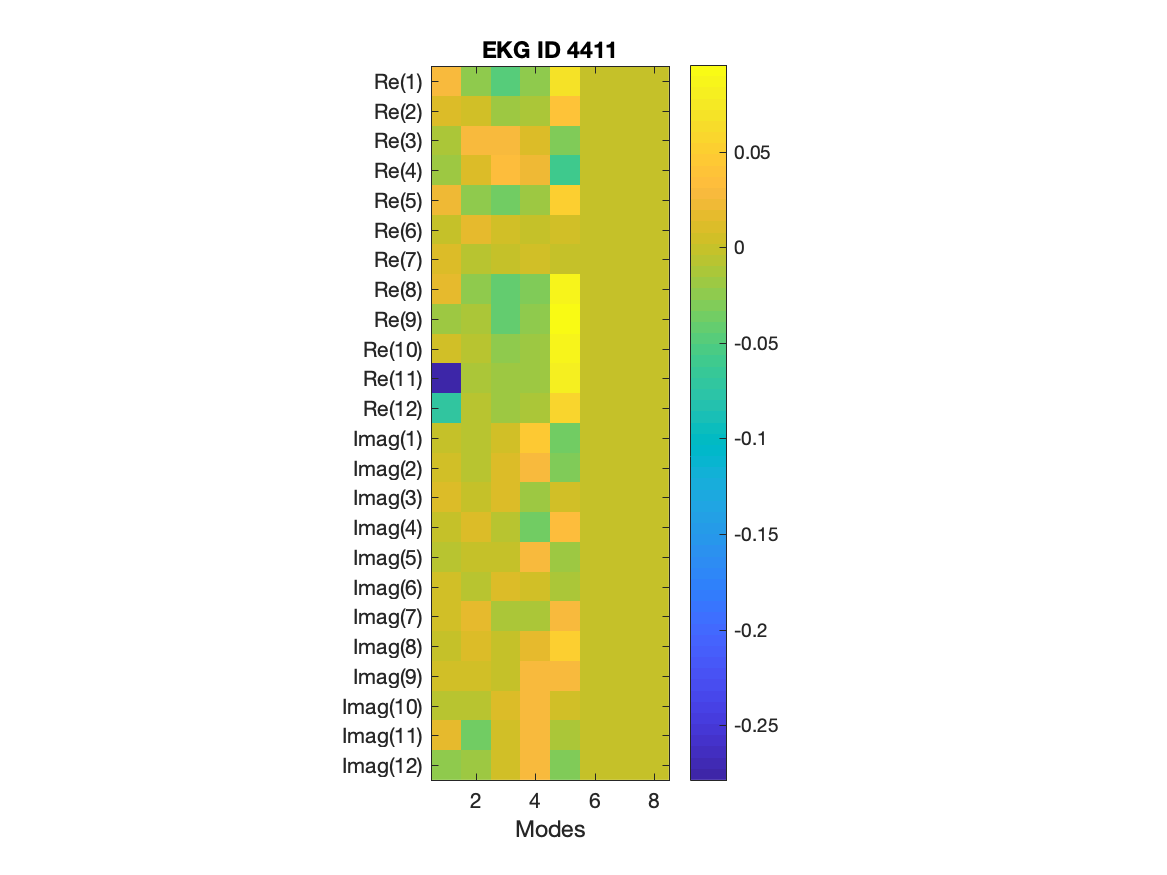 EKG ID 4411
Re(1)
Re(2)
Re(3)
Re(4)
Re(5)
Re(6)
Re(7)
Re(8)
Re(9)
Re(10)
Re(11)
Re(12)
Imag(1)
Imag(2)
Imag(3)
Imag(4)
Imag(5)
Imag(6)
Imag(7)
Imag(8)
Imag(9)
Imag(10)
Imag(11)
Imag(12)
2 4 6 8
Modes
0.05
0
-0.05
-0.1
-0.15
-0.2
-0.25